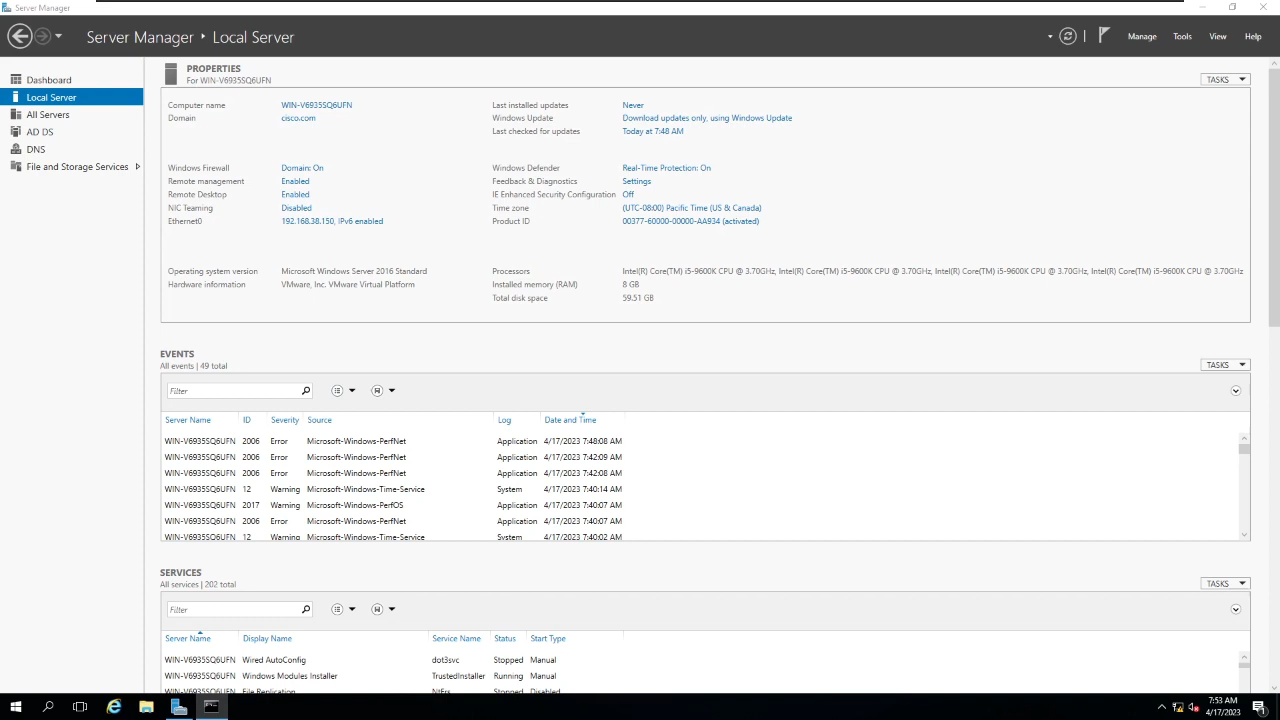 Server Manager
Server Manager ‣ Local Server
Manage Tools View Help
Dashboard
Local Server
All Servers
AD DS
DNS
File and Storage Services
PROPERTIES
For WIN-V6935SQ6UFN
TASKS
Computer name WIN-V6935SQ6UFN Last installed updates Never
Domain cisco.com Windows Update Download updates only, using Windows Update
Last checked for updates Today at 7:48 AM
Windows Firewall Domain: On Windows Defender Real-Time Protection: On
Remote management Enabled Feedback & Diagnostics Settings
Remote Desktop Enabled IE Enhanced Security Configuration Off
NIC Teaming Disabled Time zone (UTC-08:00) Pacific Time (US & Canada)
Ethernet0 192.168.38.150, IPv6 enabled Product ID 00377-60000-00000-AA934 (activated)
Operating system version Microsoft Windows Server 2016 Standard Processors Intel(R) Core(TM) i5-9600K CPU @ 3.70GHz, Intel(R) Core(TM) i5-9600K CPU @ 3.70GHz, Intel(R) Core(TM) i5-9600K CPU @ 3.70GHz, Intel(R) Core(TM) i5-9600K CPU @ 3.70GHz
Hardware information VMware, Inc. VMware Virtual Platform Installed memory (RAM) 8 GB
Total disk space 59.51 GB
EVENTS
All events | 49 total
TASKS
Filter
Server Name ID Severity Source Log Date and Time
WIN-V6935SQ6UFN 2006 Error Microsoft-Windows-PerfNet Application 4/17/2023 7:48:08 AM
WIN-V6935SQ6UFN 2006 Error Microsoft-Windows-PerfNet Application 4/17/2023 7:42:09 AM
WIN-V6935SQ6UFN 2006 Error Microsoft-Windows-PerfNet Application 4/17/2023 7:42:08 AM
WIN-V6935SQ6UFN 12 Warning Microsoft-Windows-Time-Service System 4/17/2023 7:40:14 AM
WIN-V6935SQ6UFN 2017 Warning Microsoft-Windows-PerfOS Application 4/17/2023 7:40:07 AM
WIN-V6935SQ6UFN 2006 Error Microsoft-Windows-PerfNet Application 4/17/2023 7:40:07 AM
WIN-V6935SQ6UFN 12 Warning Microsoft-Windows-Time-Service System 4/17/2023 7:40:02 AM
SERVICES
All services | 202 total
TASKS
Filter
Server Name Display Name Service Name Status Start Type
WIN-V6935SQ6UFN Wired AutoConfig dot3svc Stopped Manual
WIN-V6935SQ6UFN Windows Modules Installer TrustedInstaller Running Manual
WIN-V6935SQ6UFN File Replication NtFrs Stopped Disabled
7:53 AM
4/17/2023
1